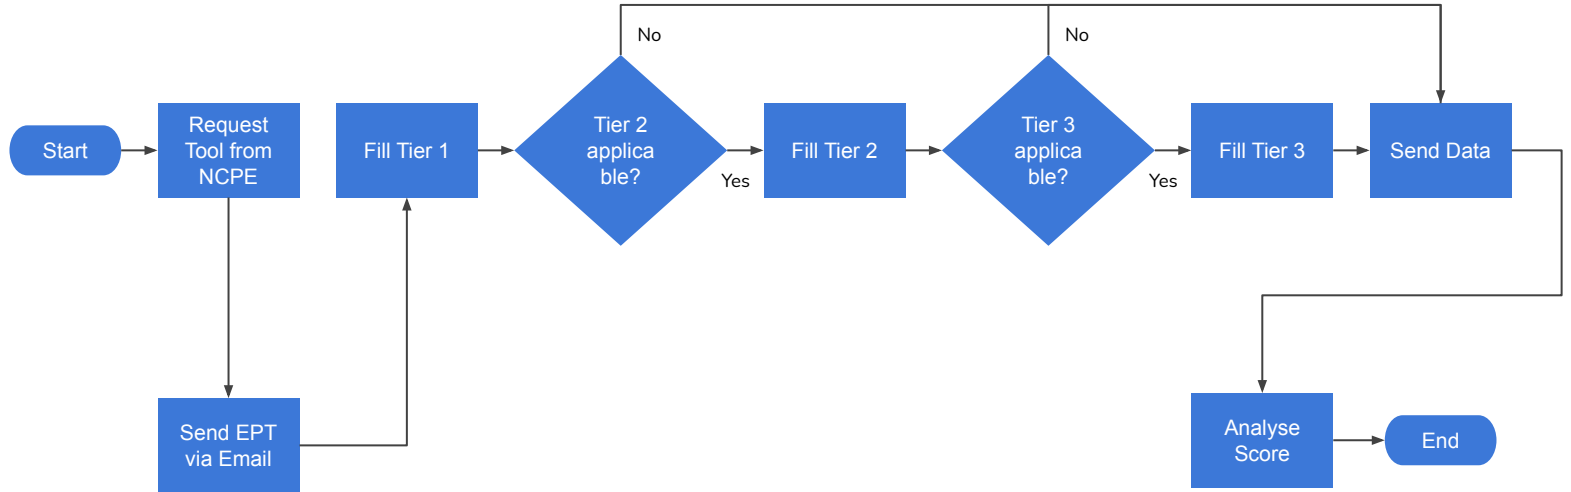 Start
Request
Tool from
NCPE
Send EPT
via Email
Fill Tier 1
Tier 2
applica
ble?
No
Yes
Fill Tier 2
Tier 3
applica
ble?
No
Yes
Fill Tier 3
Send Data
Analyse
Score
End